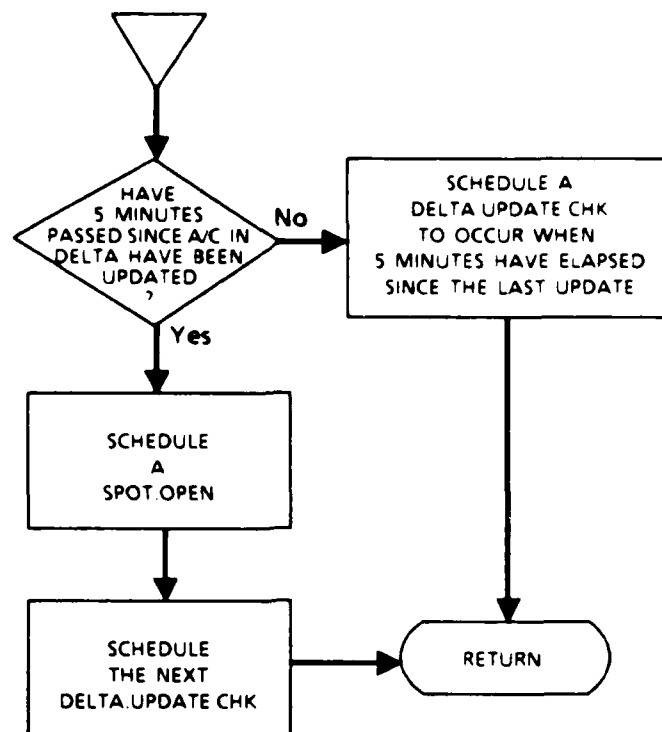 HAVE
5 MINUTES
PASSED SINCE A/C IN
DELTA HAVE BEEN
UPDATED
?
No
Yes
SCHEDULE A
DELTA.UPDATE CHK
TO OCCUR WHEN
5 MINUTES HAVE ELAPSED
SINCE THE LAST UPDATE
SCHEDULE
A
SPOT.OPEN
SCHEDULE
THE NEXT
DELTA.UPDATE CHK
RETURN